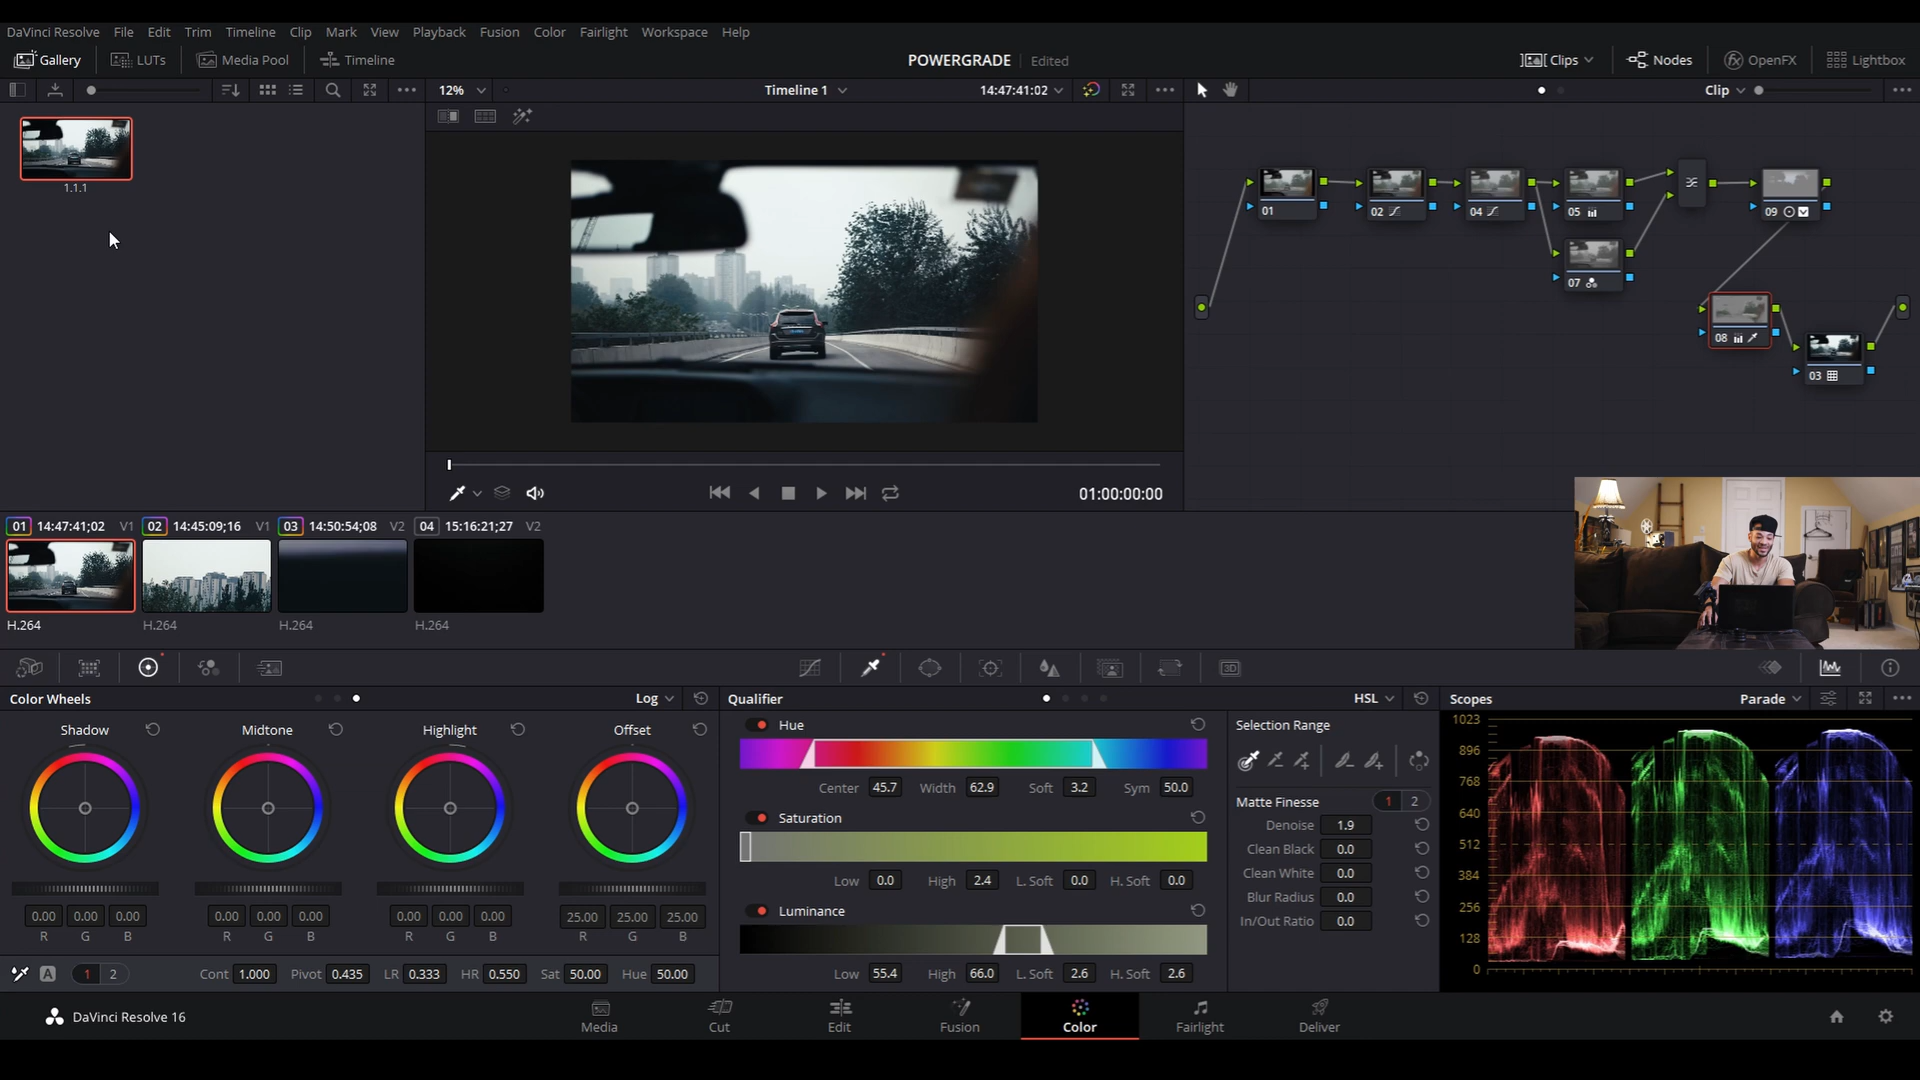 DaVinci Resolve File Edit Trim Timeline Clip Mark View Playback Fusion Color Fairlight Workspace Help
Gallery LUTs Media Pool Timeline POWERGRADE Edited Clips Nodes OpenFX Lightbox
12% Timeline 1 14:47:41:02 Clip
1.1.1
01 02 04 05 09
07
08
03
01:00:00:00
01 14:47:41;02 V1 02 14:45:09;16 V1 03 14:50:54;08 V2 04 15:16:21;27 V2
H.264 H.264 H.264 H.264
3D
Color Wheels Log
Shadow Midtone Highlight Offset
0.00 0.00 0.00 0.00 0.00 0.00 0.00 0.00 0.00 25.00 25.00 25.00
R G B R G B R G B R G B
A 1 2 Cont 1.000 Pivot 0.435 LR 0.333 HR 0.550 Sat 50.00 Hue 50.00
Qualifier HSL
Hue
Center 45.7 Width 62.9 Soft 3.2 Sym 50.0
Saturation
Low 0.0 High 2.4 L. Soft 0.0 H. Soft 0.0
Luminance
Low 55.4 High 66.0 L. Soft 2.6 H. Soft 2.6
Selection Range
Matte Finesse 1 2
Denoise 1.9
Clean Black 0.0
Clean White 0.0
Blur Radius 0.0
In/Out Ratio 0.0
Scopes Parade
1023
896
768
640
512
384
256
128
0
DaVinci Resolve 16 Media Cut Edit Fusion Color Fairlight Deliver